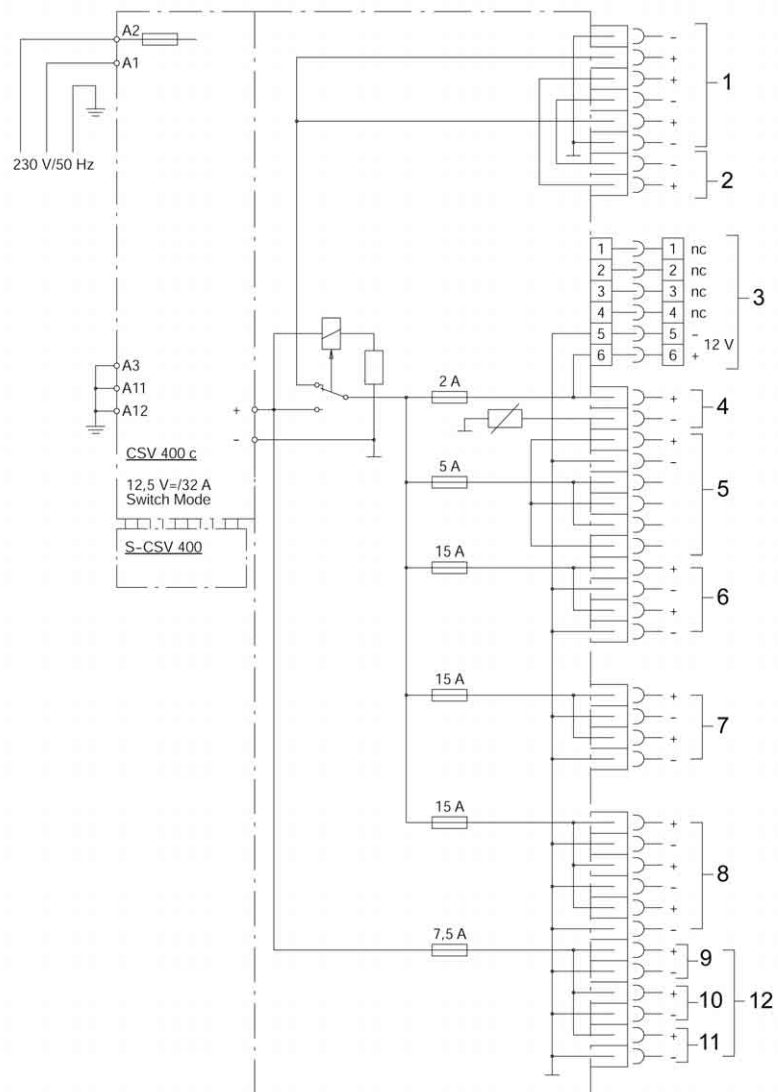 A2
A1
230 V/50 Hz
A3
A11
A12
+
–
CSV 400 c
12,5 V=/32 A
Switch Mode
S-CSV 400
–
+
+
–
+
–
1
–
+
2
1 1 nc
2 2 nc
3 3 nc
4 4 nc
5 5 –
12 V
6 6 +
3
2 A
+
–
4
+
–
5 A
5
15 A
+
–
+
–
6
15 A
+
–
+
–
7
15 A
+
–
+
–
+
–
8
7,5 A
+
–
9
+
–
10
+
–
11
12